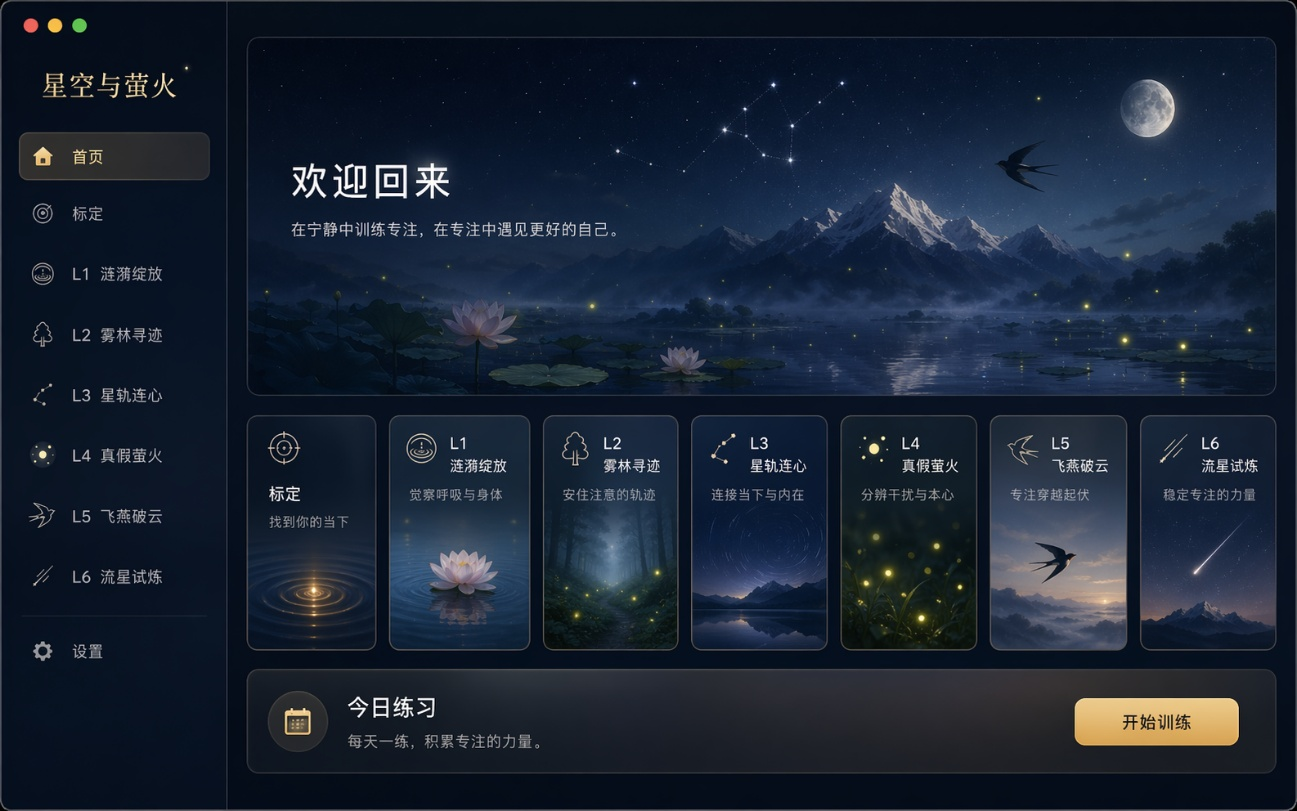 星空与萤火
首页
标定
L1 涟漪绽放
L2 雾林寻迹
L3 星轨连心
L4 真假萤火
L5 飞燕破云
L6 流星试炼
设置
欢迎回来
在宁静中训练专注，在专注中遇见更好的自己。
标定
找到你的当下
L1
涟漪绽放
觉察呼吸与身体
L2
雾林寻迹
安住注意的轨迹
L3
星轨连心
连接当下与内在
L4
真假萤火
分辨干扰与本心
L5
飞燕破云
专注穿越起伏
L6
流星试炼
稳定专注的力量
今日练习
每天一练，积累专注的力量。
开始训练